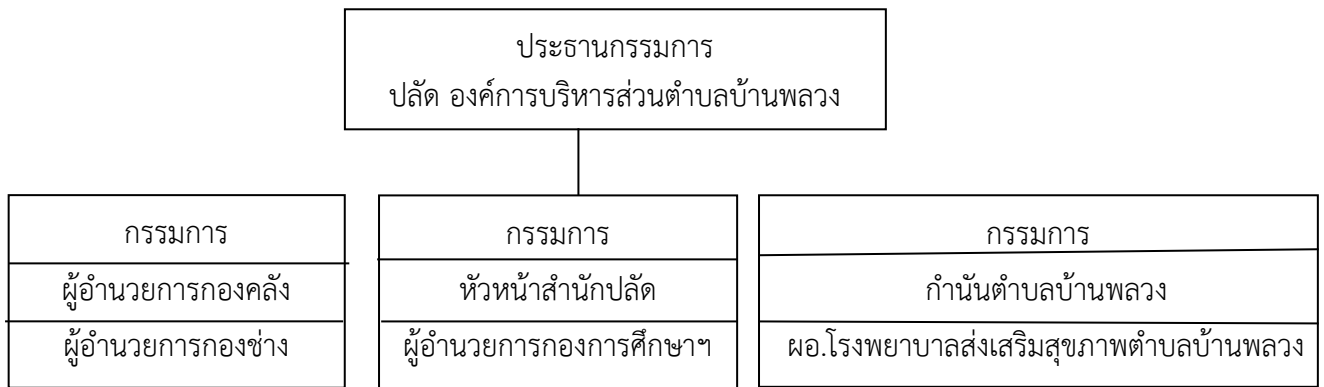 ประธานกรรมการ
ปลัด องค์การบริหารส่วนตำบลบ้านพลวง
กรรมการ
ผู้อำนวยการกองคลัง
ผู้อำนวยการกองช่าง
กรรมการ
หัวหน้าสำนักปลัด
ผู้อำนวยการกองการศึกษาฯ
กรรมการ
กำนันตำบลบ้านพลวง
ผอ.โรงพยาบาลส่งเสริมสุขภาพตำบลบ้านพลวง